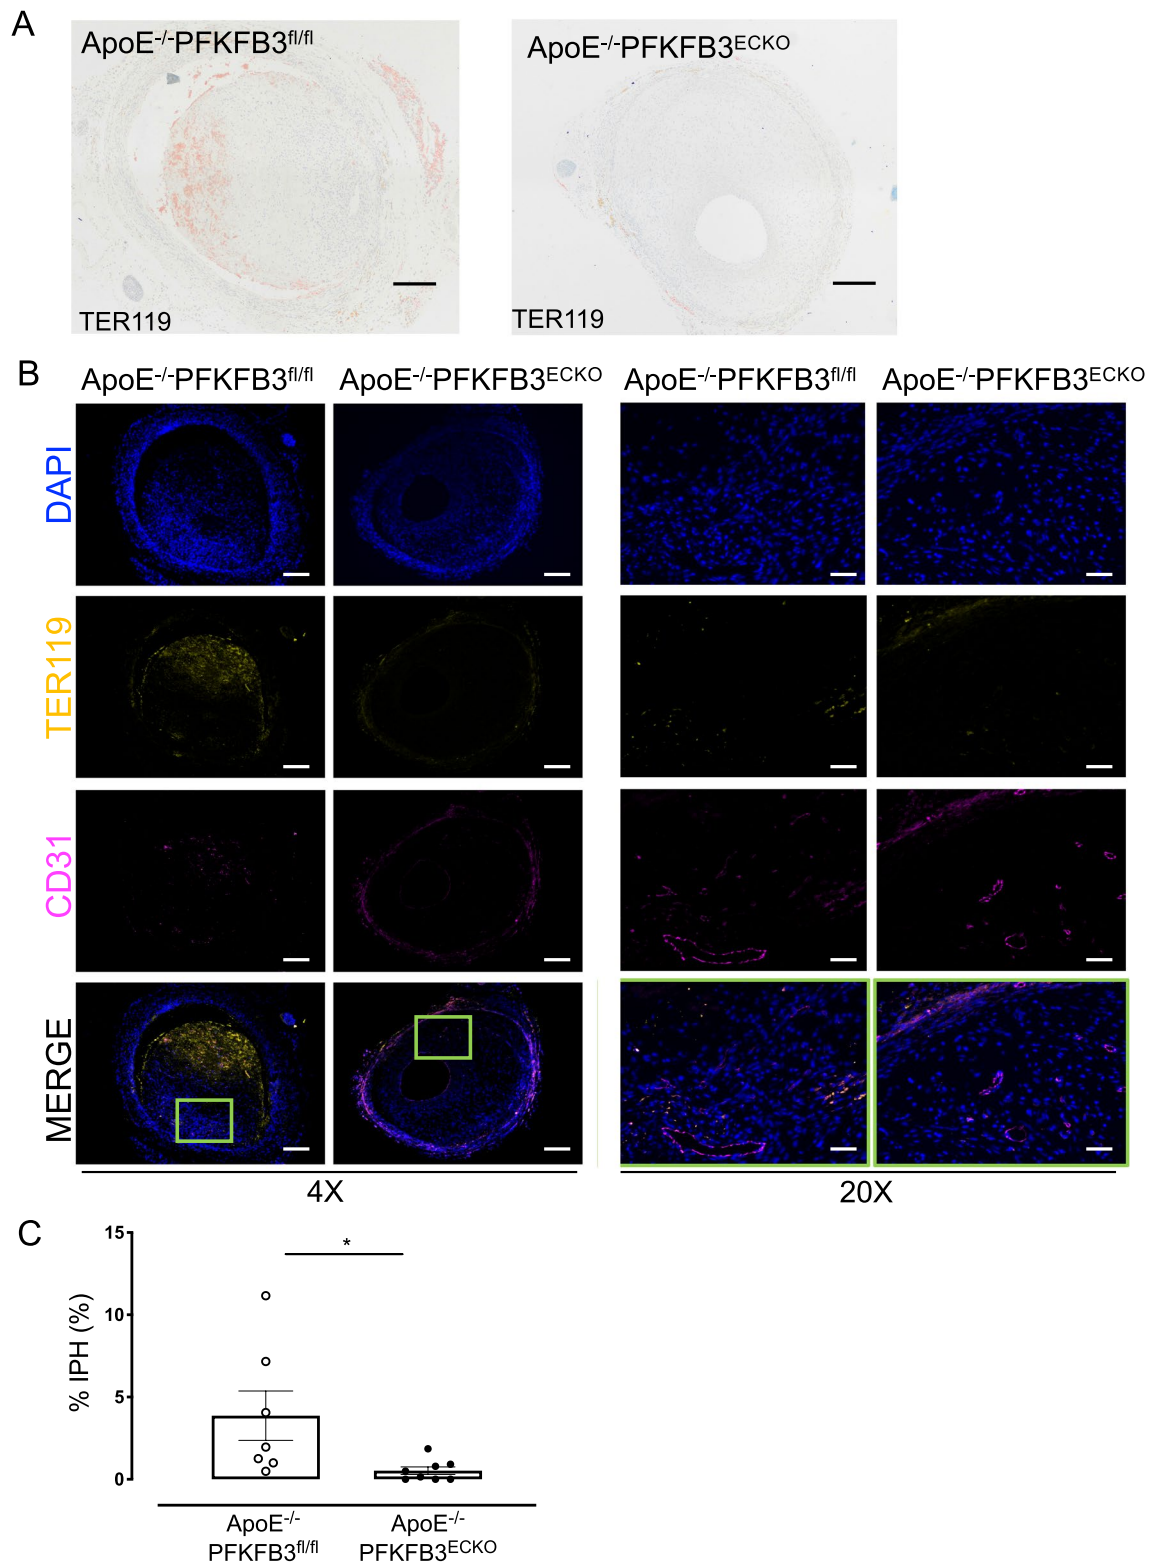 A
ApoE-/-PFKFB3fl/fl
ApoE-/-PFKFB3ECKO
TER119
TER119
B
ApoE-/-PFKFB3fl/fl
ApoE-/-PFKFB3ECKO
ApoE-/-PFKFB3fl/fl
ApoE-/-PFKFB3ECKO
DAPI
TER119
CD31
MERGE
4X
20X
C
15
10
5
0
% IPH (%)
*
ApoE-/-
PFKFB3fl/fl
ApoE-/-
PFKFB3ECKO